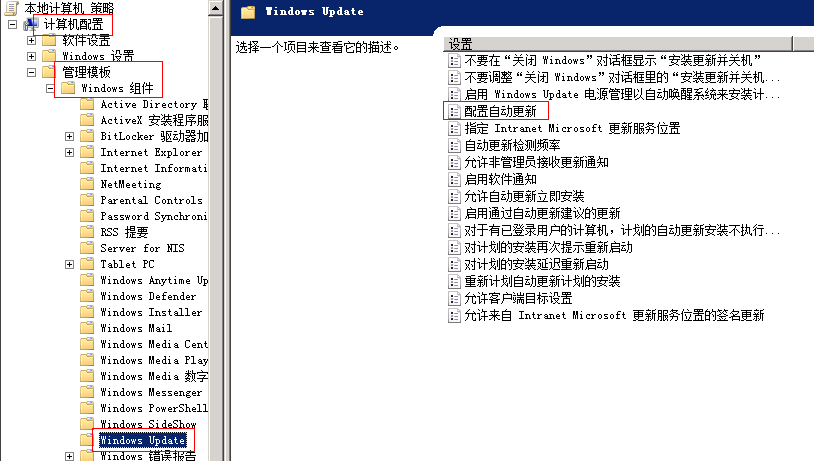 本地计算机 策略
计算机配置
软件设置
Windows 设置
管理模板
Windows 组件
Active Directory 联
ActiveX 安装程序服
BitLocker 驱动器加
Internet Explorer
Internet Informati
NetMeeting
Parental Controls
Password Synchroni
RSS 提要
Server for NIS
Tablet PC
Windows Anytime Up
Windows Defender
Windows Installer
Windows Mail
Windows Media Cent
Windows Media Play
Windows Media 数字
Windows Messenger
Windows PowerShell
Windows SideShow
Windows Update
Windows 错误报告
Windows Update
选择一个项目来查看它的描述。
设置
不要在“关闭 Windows”对话框显示“安装更新并关机”
不要调整“关闭 Windows”对话框里的“安装更新并关机...
启用 Windows Update 电源管理以自动唤醒系统来安装计...
配置自动更新
指定 Intranet Microsoft 更新服务位置
自动更新检测频率
允许非管理员接收更新通知
启用软件通知
允许自动更新立即安装
启用通过自动更新建议的更新
对于有已登录用户的计算机，计划的自动更新安装不执行...
对计划的安装再次提示重新启动
对计划的安装延迟重新启动
重新计划自动更新计划的安装
允许客户端目标设置
允许来自 Intranet Microsoft 更新服务位置的签名更新